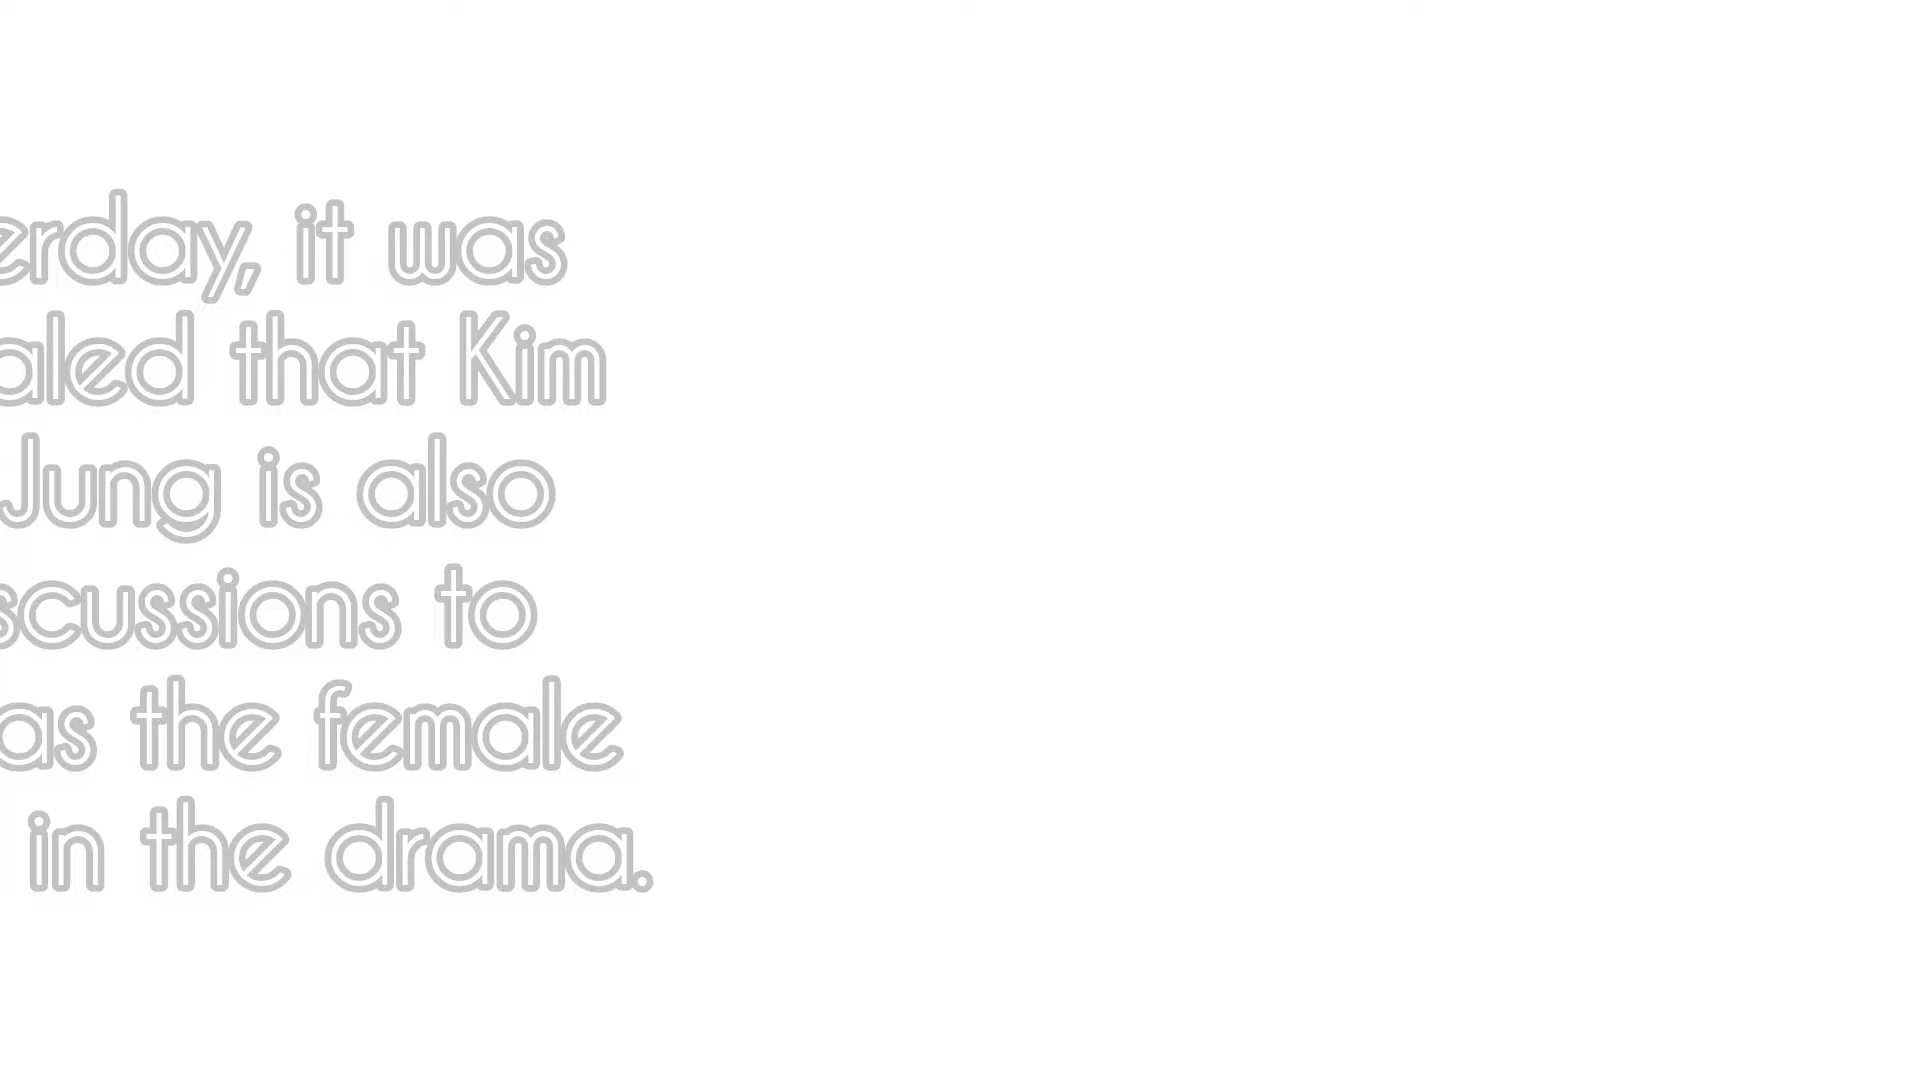 erday, it was
aled that Kim
Jung is also
scussions to
as the female
in the drama.